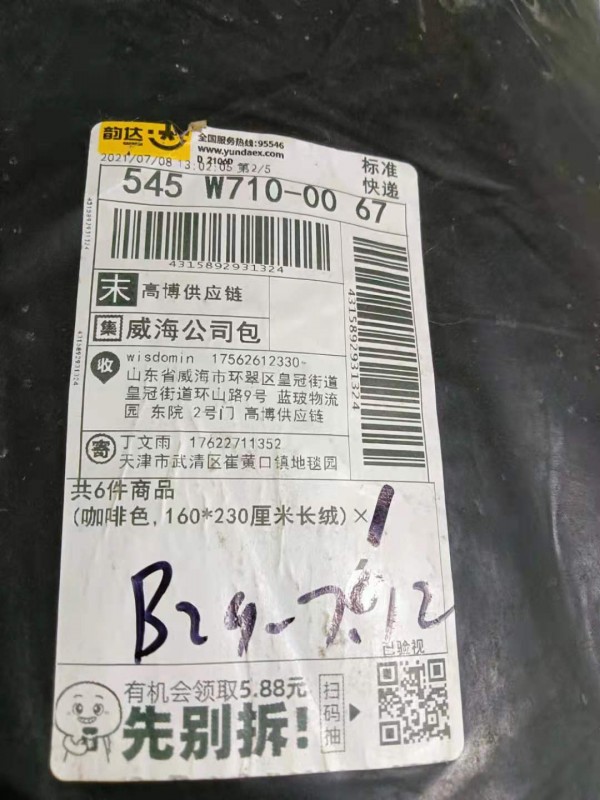 韵达
全国服务热线:95546
www.yundaex.com
D 2106D
2021/07/08 13:02:05 第2/5
标准
快递
545 W710-00 67
4315892931324
4315892931324
4315892931324
4315892931324
末 高博供应链
集 威海公司包
收 wisdomin 17562612330-
山东省威海市环翠区皇冠街道
皇冠街道环山路9号 蓝玻物流
园 东院 2号门 高博供应链
寄 丁文雨 17622711352
天津市武清区崔黄口镇地毯园
共6件商品
(咖啡色,160*230厘米长绒)×1
已验视
有机会领取5.88元
先别拆!
扫
码
抽